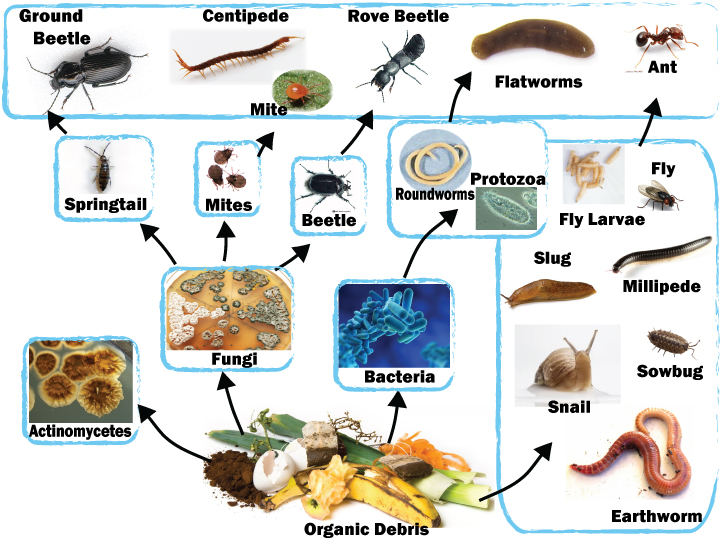 Ground
Beetle
Centipede
Rove Beetle
Flatworms
Ant
Mite
Springtail
Mites
Beetle
Roundworms
Protozoa
Fly Larvae
Fly
Slug
Millipede
Fungi
Bacteria
Snail
Sowbug
Actinomycetes
Organic Debris
Earthworm